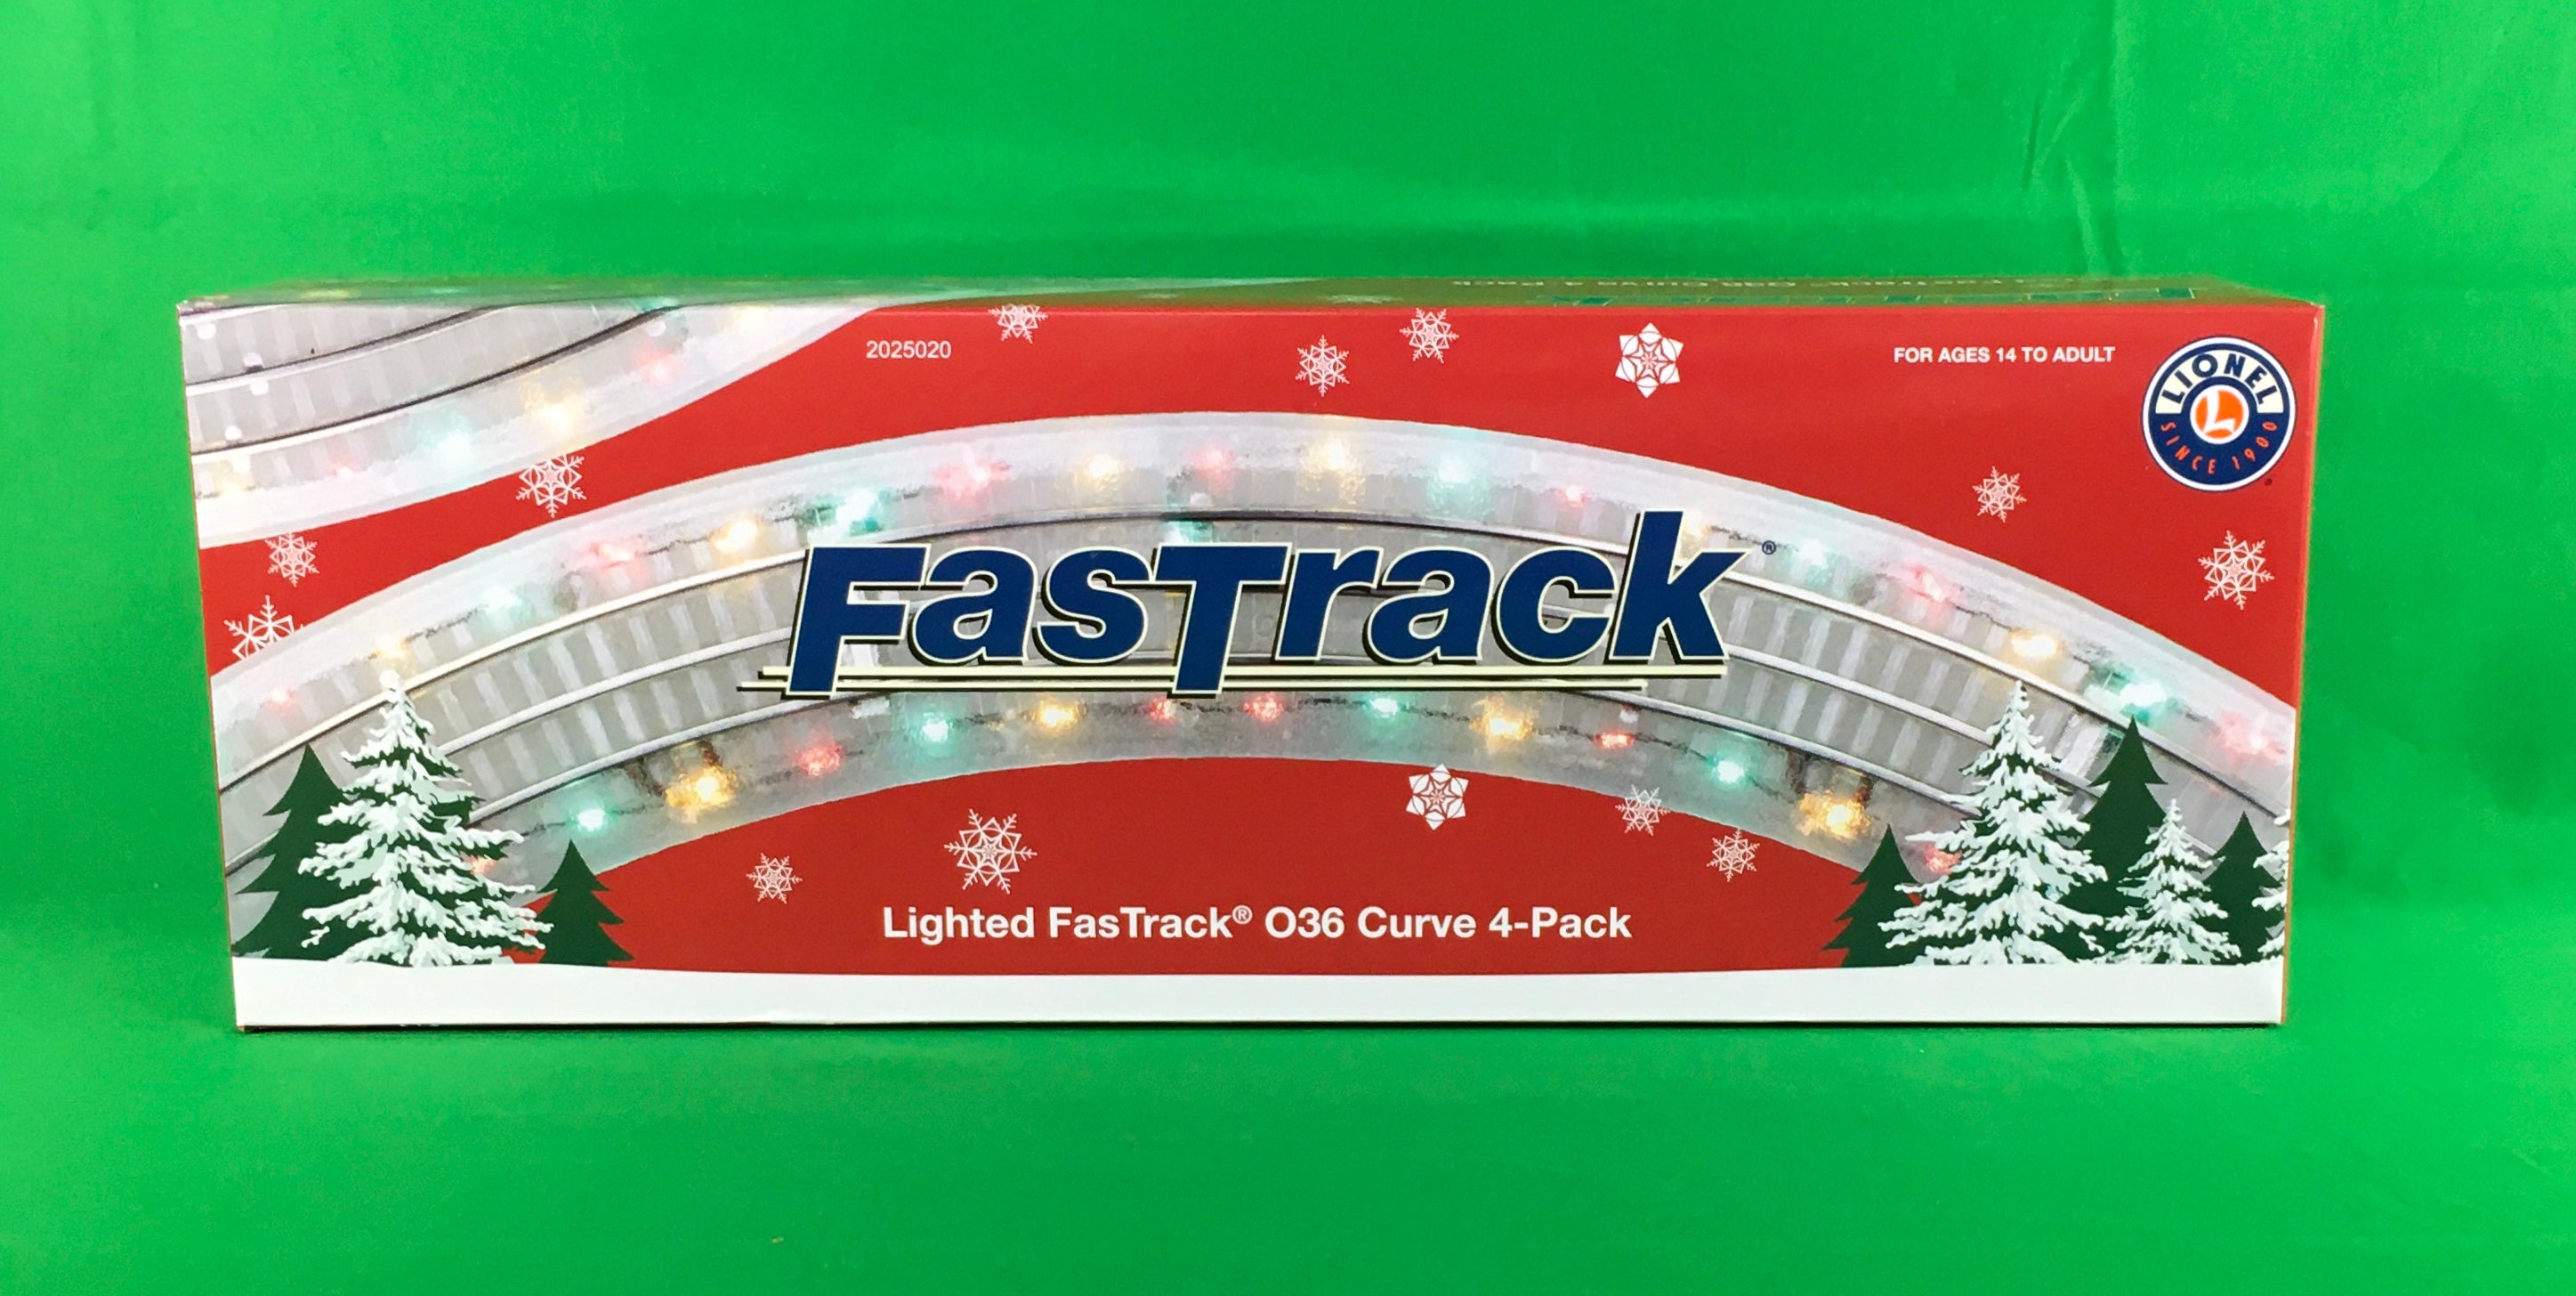 2025020
FOR AGES 14 TO ADULT
LIONEL
L
SINCE 1900
FasTrack®
Lighted FasTrack® O36 Curve 4-Pack